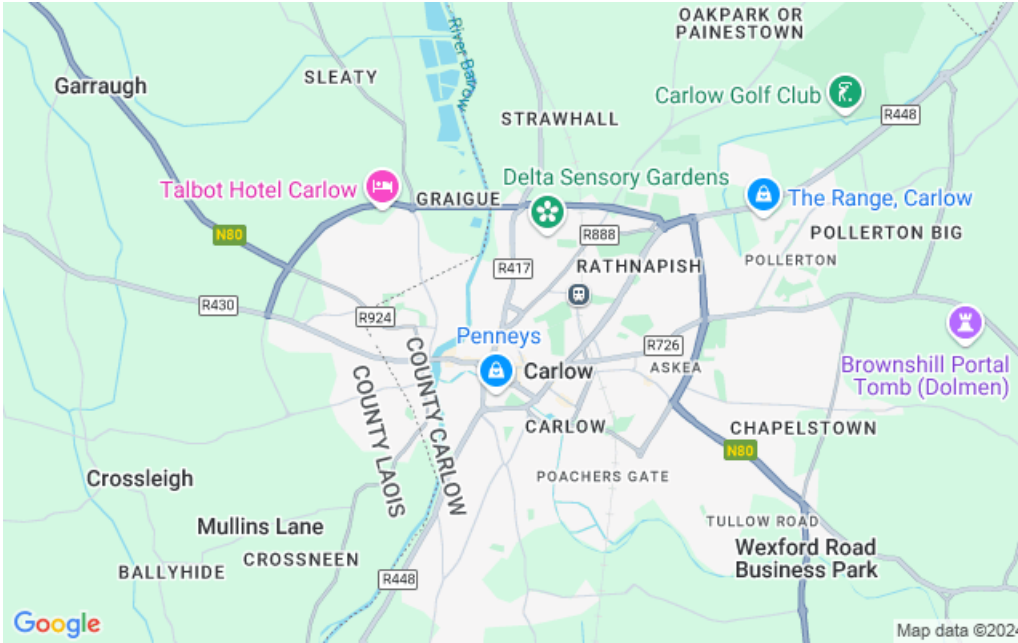 OAKPARK OR
PAINESTOWN
River Barrow
Garraugh
SLEATY
Carlow Golf Club
R448
STRAWHALL
Talbot Hotel Carlow
GRAIGUE
Delta Sensory Gardens
The Range, Carlow
N80
R888
POLLERTON BIG
R417
RATHNAPISH
POLLERTON
R430
R924
Penneys
R726
Brownshill Portal
Tomb (Dolmen)
COUNTY CARLOW
COUNTY LAOIS
Carlow
ASKEA
CARLOW
CHAPELSTOWN
N80
Crossleigh
POACHERS GATE
Mullins Lane
TULLOW ROAD
CROSSNEEN
Wexford Road
Business Park
BALLYHIDE
R448
Google
Map data ©2024